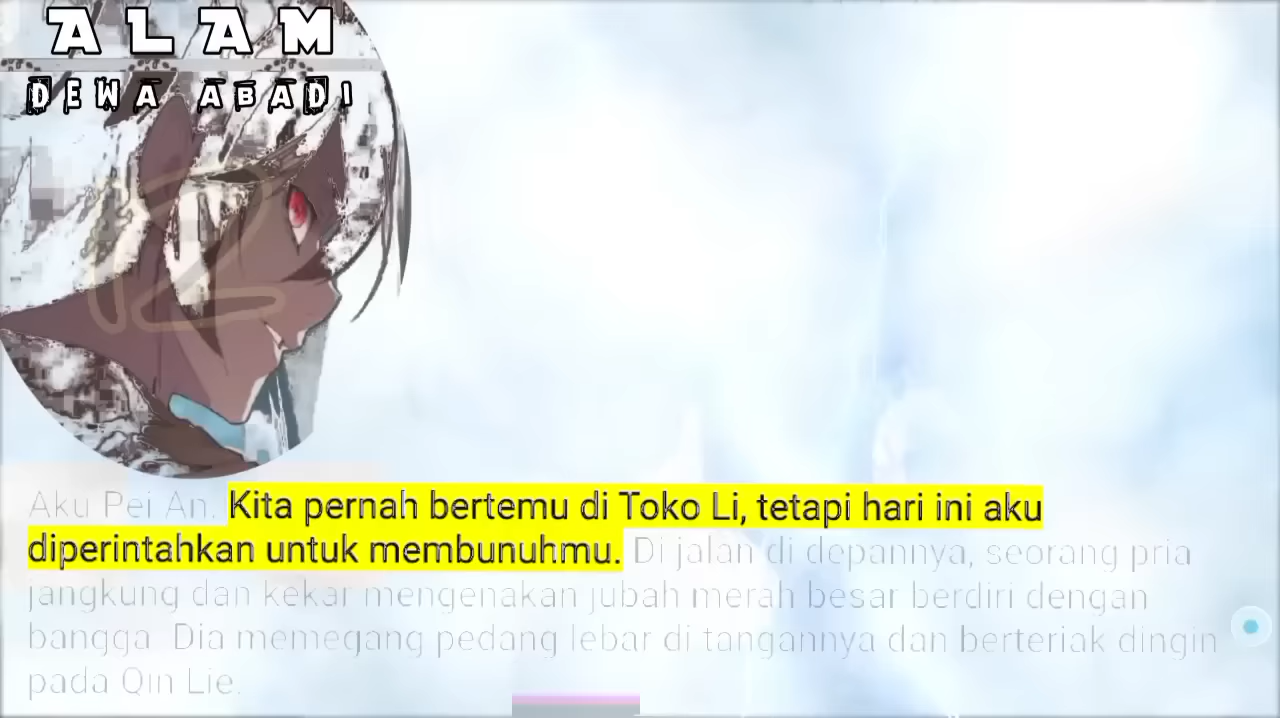 ALAM
DEWA ABADI
Aku Pei An. Kita pernah bertemu di Toko Li, tetapi hari ini aku
diperintahkan untuk membunuhmu. Di jalan di depannya, seorang pria
jangkung dan kekar mengenakan jubah merah besar berdiri dengan
bangga. Dia memegang pedang lebar di tangannya dan berteriak dingin
pada Qin Lie.